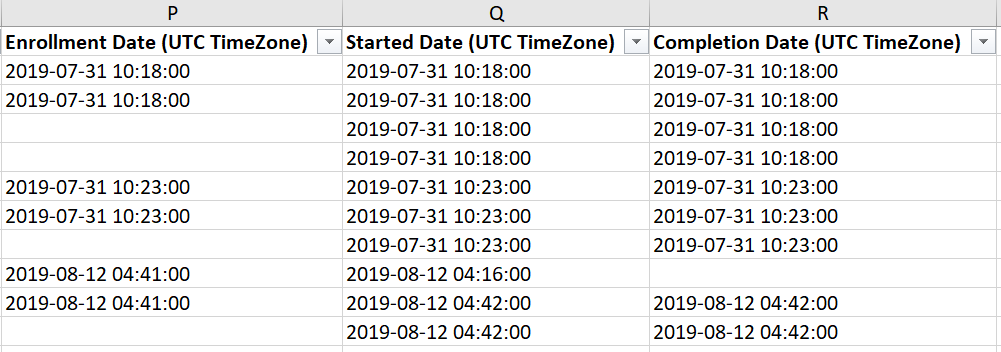 P Q R
Enrollment Date (UTC TimeZone) Started Date (UTC TimeZone) Completion Date (UTC TimeZone)
2019-07-31 10:18:00 2019-07-31 10:18:00 2019-07-31 10:18:00
2019-07-31 10:18:00 2019-07-31 10:18:00 2019-07-31 10:18:00
2019-07-31 10:18:00 2019-07-31 10:18:00
2019-07-31 10:18:00 2019-07-31 10:18:00
2019-07-31 10:23:00 2019-07-31 10:23:00 2019-07-31 10:23:00
2019-07-31 10:23:00 2019-07-31 10:23:00 2019-07-31 10:23:00
2019-07-31 10:23:00 2019-07-31 10:23:00
2019-08-12 04:41:00 2019-08-12 04:16:00
2019-08-12 04:41:00 2019-08-12 04:42:00 2019-08-12 04:42:00
2019-08-12 04:42:00 2019-08-12 04:42:00